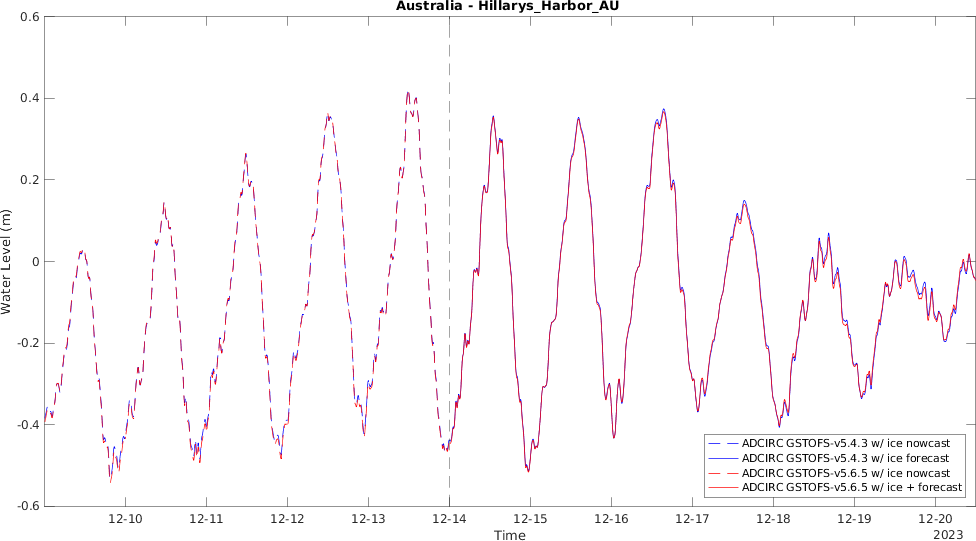 Australia - Hillarys_Harbor_AU
Water Level (m)
0.6
0.4
0.2
0
-0.2
-0.4
-0.6
ADCIRC GSTOFS-v5.4.3 w/ ice nowcast
ADCIRC GSTOFS-v5.4.3 w/ ice forecast
ADCIRC GSTOFS-v5.6.5 w/ ice nowcast
ADCIRC GSTOFS-v5.6.5 w/ ice + forecast
12-10 12-11 12-12 12-13 12-14 12-15 12-16 12-17 12-18 12-19 12-20
Time
2023